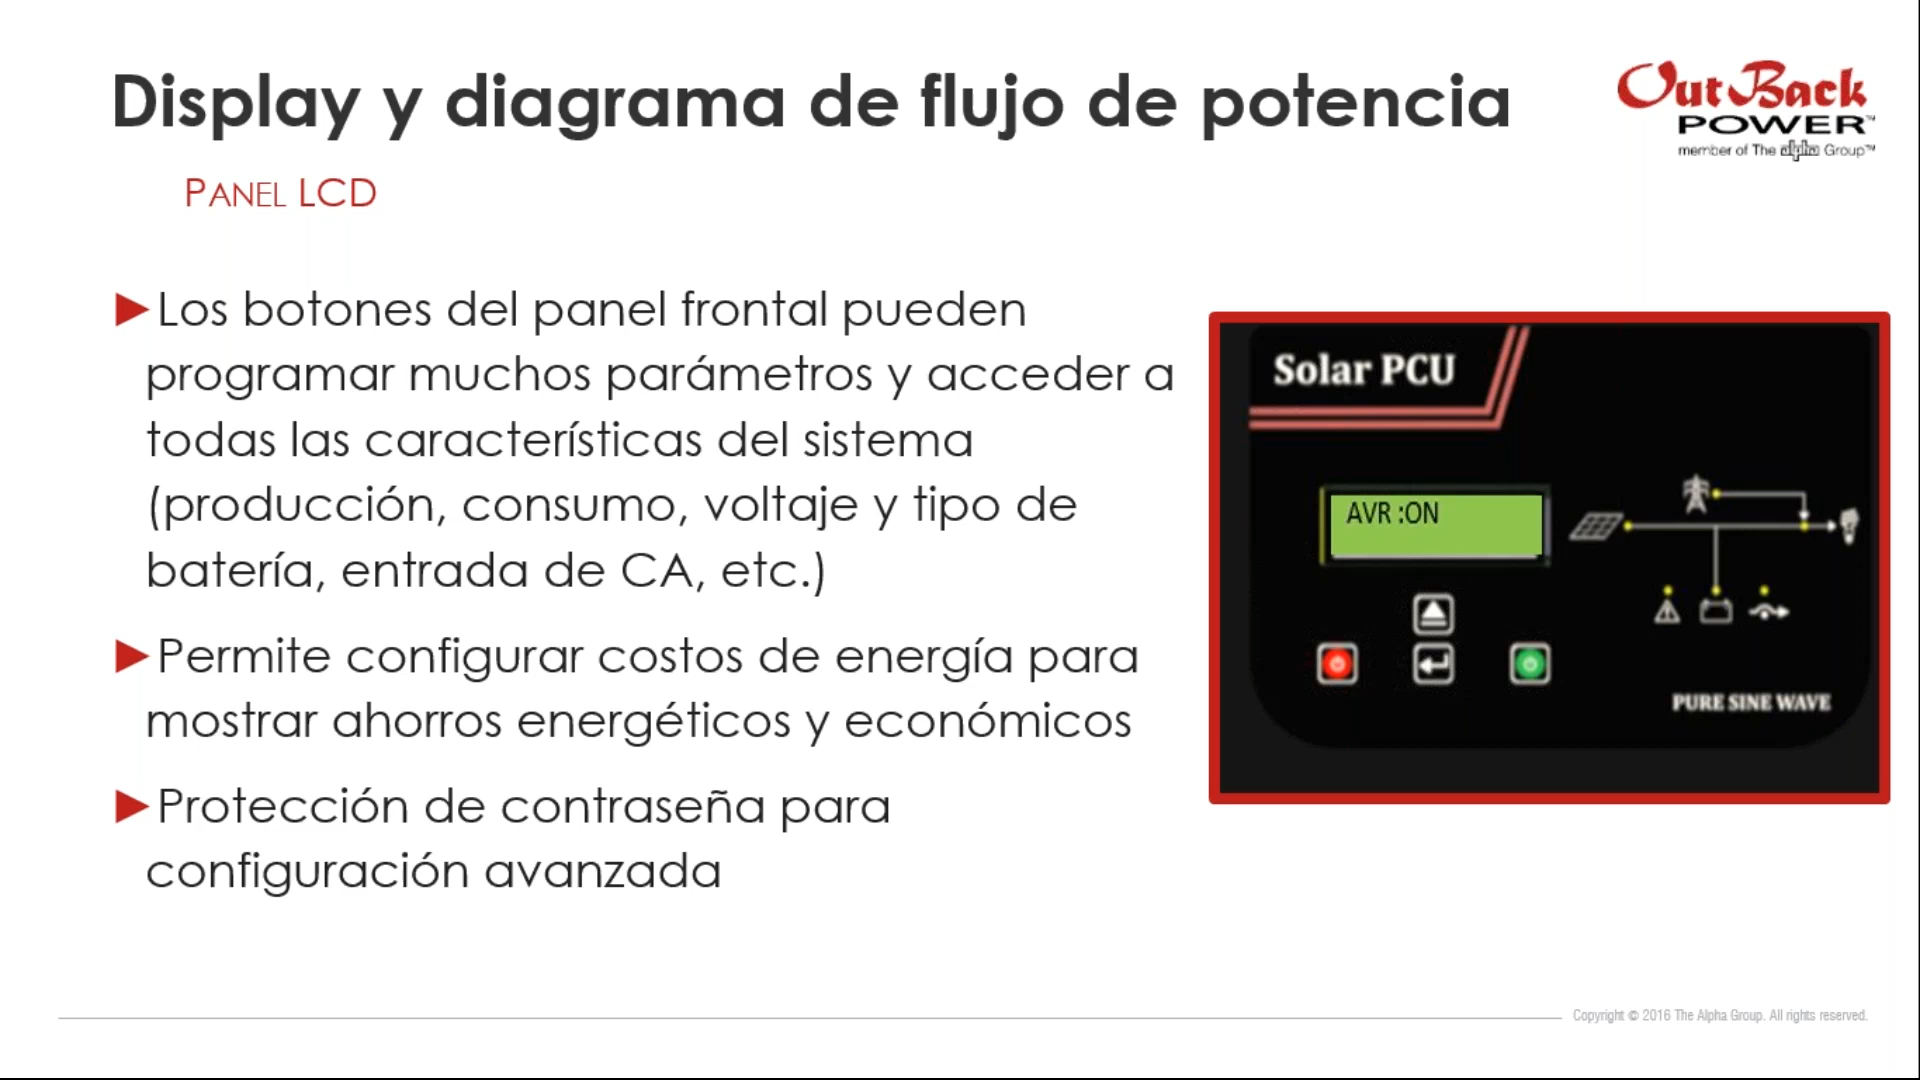 Display y diagrama de flujo de potencia
OutBack
POWER™
member of The alpha Group™
PANEL LCD
►Los botones del panel frontal pueden
programar muchos parámetros y acceder a
todas las características del sistema
(producción, consumo, voltaje y tipo de
batería, entrada de CA, etc.)
►Permite configurar costos de energía para
mostrar ahorros energéticos y económicos
►Protección de contraseña para
configuración avanzada
Solar PCU
AVR :ON
PURE SINE WAVE
Copyright © 2016 The Alpha Group. All rights reserved.